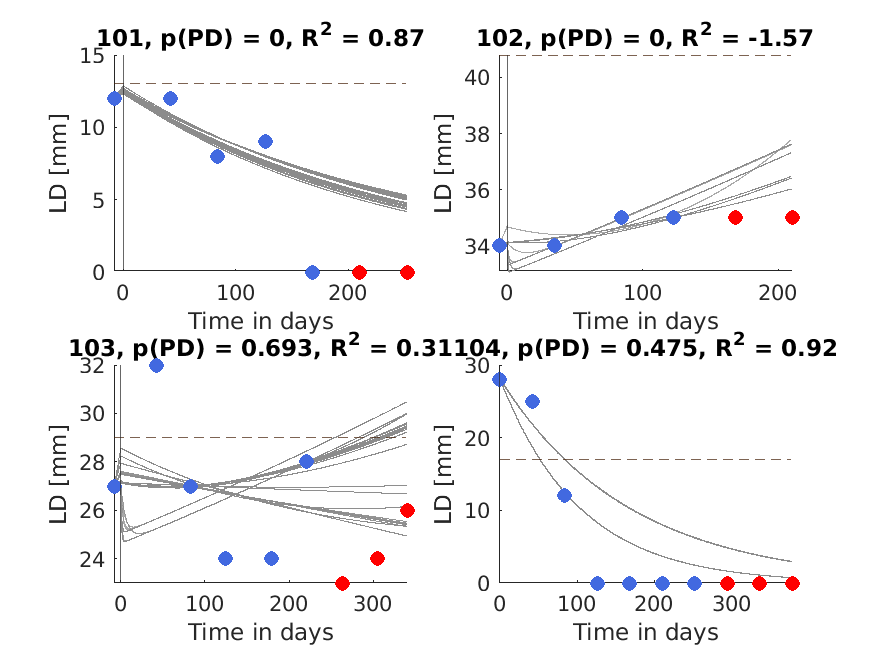 101, p(PD) = 0, R² = 0.87
15
10
5
0
LD [mm]
0 100 200
Time in days
102, p(PD) = 0, R² = -1.57
40
38
36
34
LD [mm]
0 100 200
Time in days
103, p(PD) = 0.693, R² = 0.31
32
30
28
26
24
LD [mm]
0 100 200 300
Time in days
104, p(PD) = 0.475, R² = 0.92
30
20
10
0
LD [mm]
0 100 200 300
Time in days